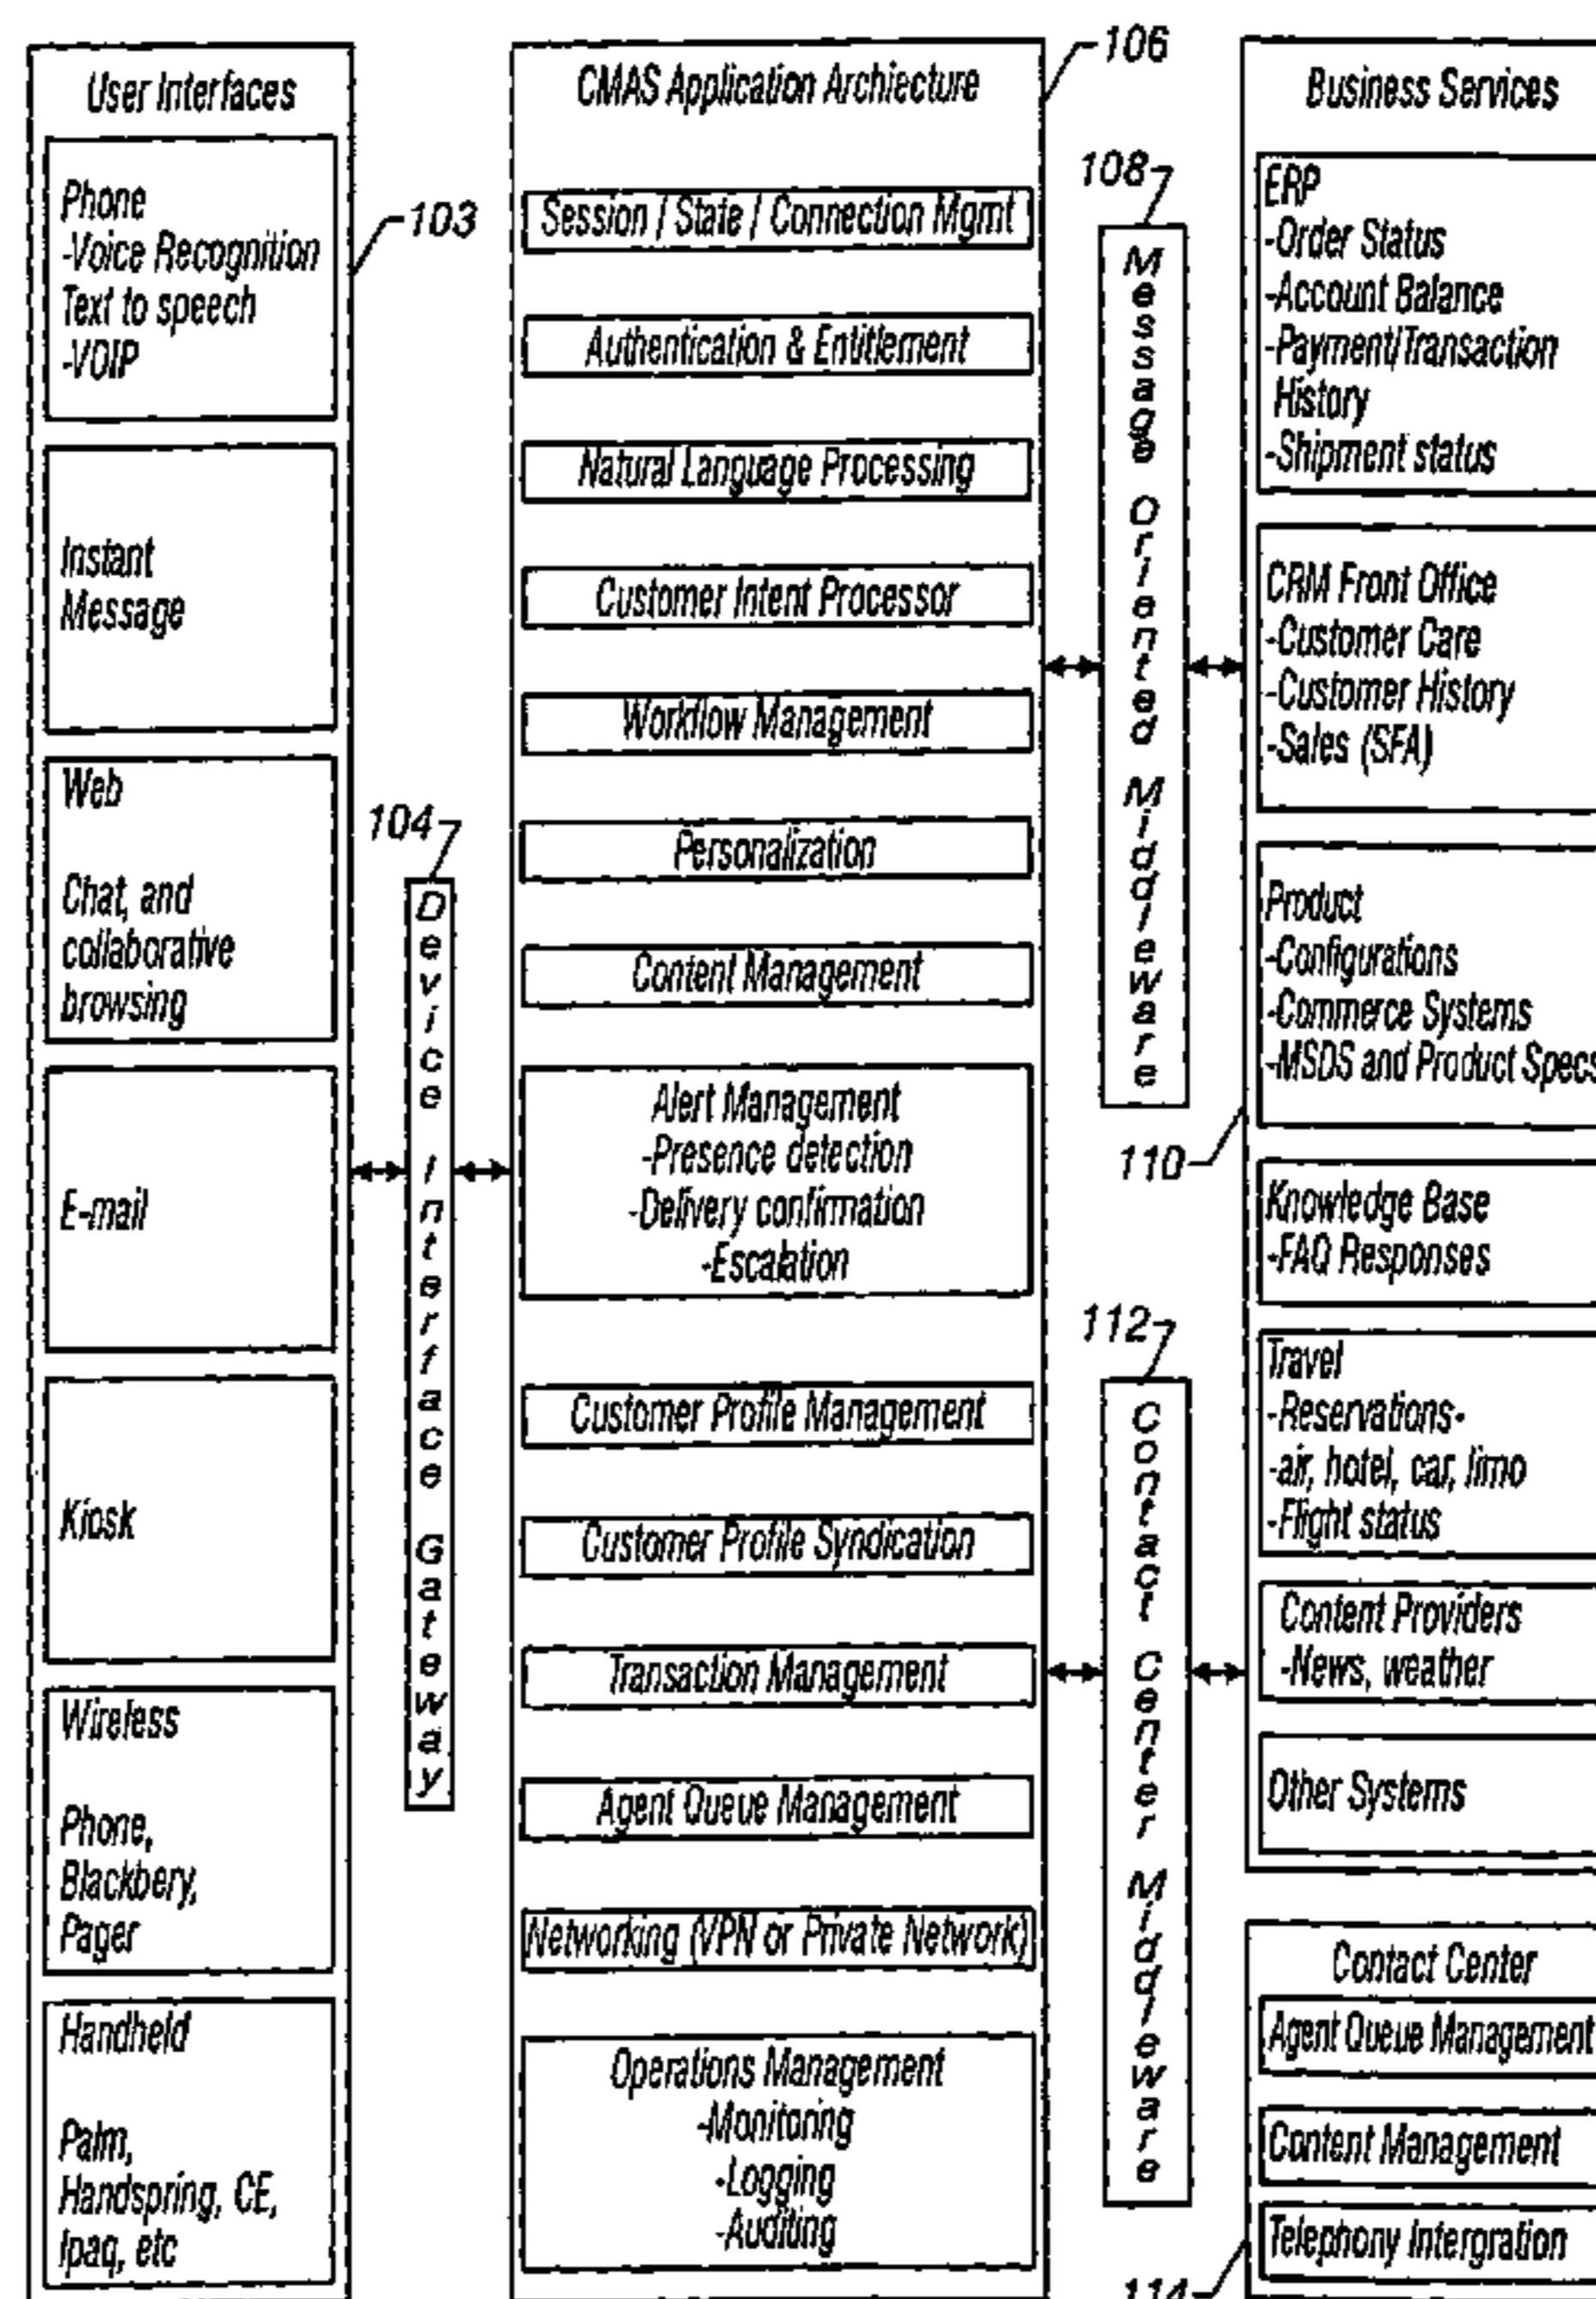 User Interfaces
Phone
-Voice Recognition
Text to speech
-VOIP
Instant
Message
Web
Chat, and
collaborative
browsing
E-mail
Kiosk
Wireless
Phone,
Blackbery,
Pager
Handheld
Palm,
Handspring, CE,
Ipaq, etc
103
104
Device Interface Gateway
CMAS Application Archiecture
106
Session / State / Connection Mgmt
Authentication & Entitlement
Natural Language Processing
Customer Intent Processor
Workflow Management
Personalization
Content Management
Alert Management
-Presence detection
-Delivery confirmation
-Escalation
Customer Profile Management
Customer Profile Syndication
Transaction Management
Agent Queue Management
Networking (VPN or Private Network)
Operations Management
-Monitoring
-Logging
-Auditing
108
Message Oriented Middleware
110
112
Contact Center Middleware
114
Business Services
ERP
-Order Status
-Account Balance
-Payment/Transaction
History
-Shipment status
CRM Front Office
-Customer Care
-Customer History
-Sales (SFA)
Product
-Configurations
-Commerce Systems
-MSDS and Product Specs
Knowledge Base
-FAQ Responses
Travel
-Reservations-
-air, hotel, car, limo
-Flight status
Content Providers
-News, weather
Other Systems
Contact Center
Agent Queue Management
Content Management
Telephony Intergration